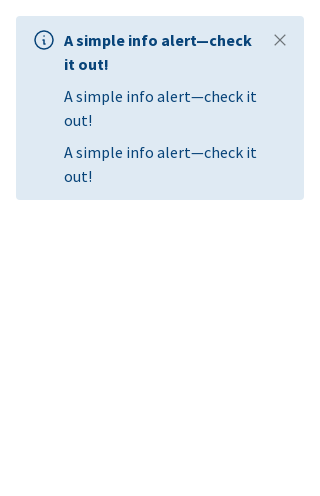 A simple info alert—check
it out!
A simple info alert—check it
out!
A simple info alert—check it
out!